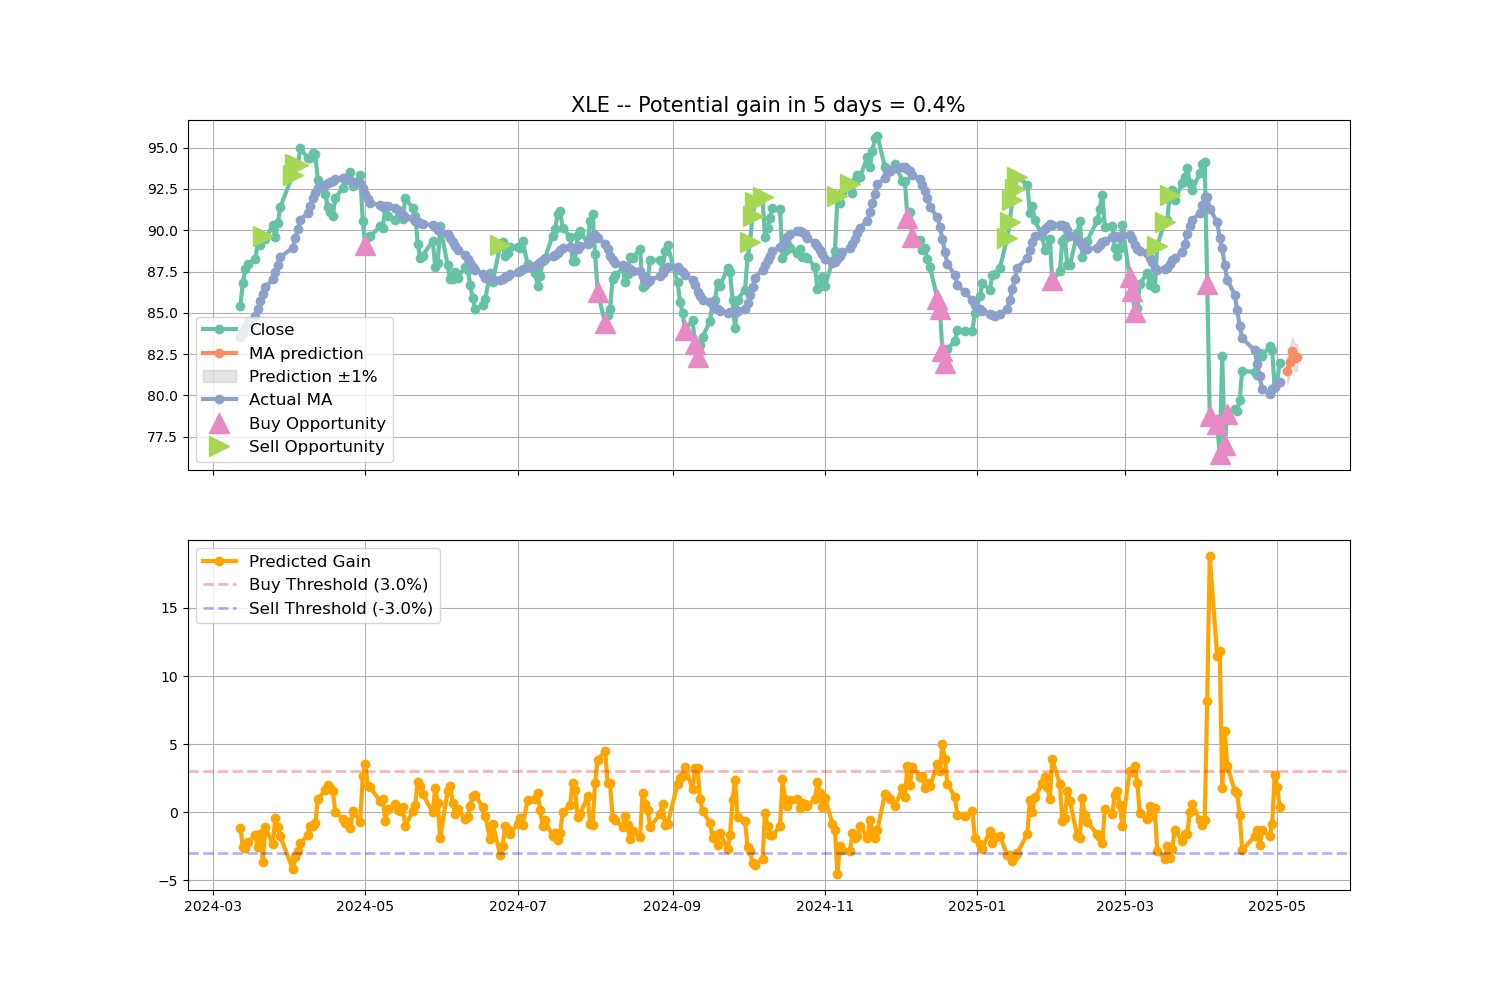 XLE -- Potential gain in 5 days = 0.4%
95.0
92.5
90.0
87.5
85.0
82.5
80.0
77.5
Close
MA prediction
Prediction ±1%
Actual MA
Buy Opportunity
Sell Opportunity
Predicted Gain
Buy Threshold (3.0%)
Sell Threshold (-3.0%)
15
10
5
0
−5
2024-03 2024-05 2024-07 2024-09 2024-11 2025-01 2025-03 2025-05